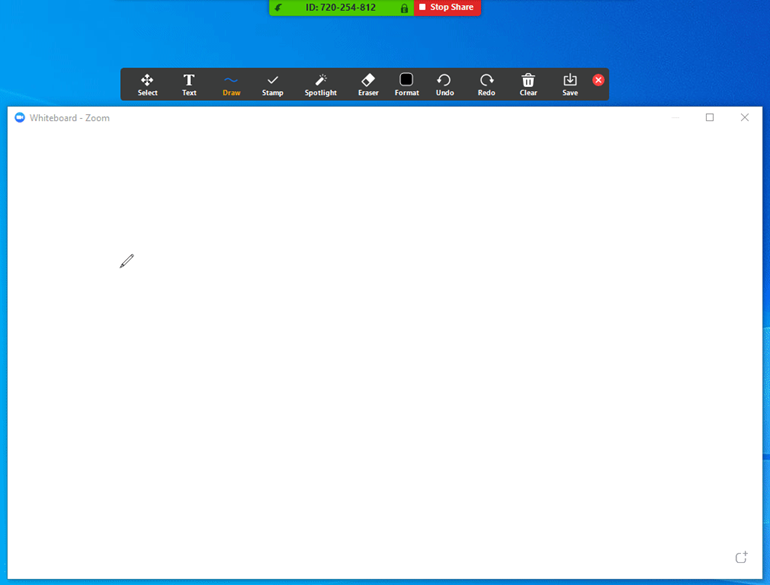 ID: 720-254-812 Stop Share
Select Text Draw Stamp Spotlight Eraser Format Undo Redo Clear Save
Whiteboard - Zoom